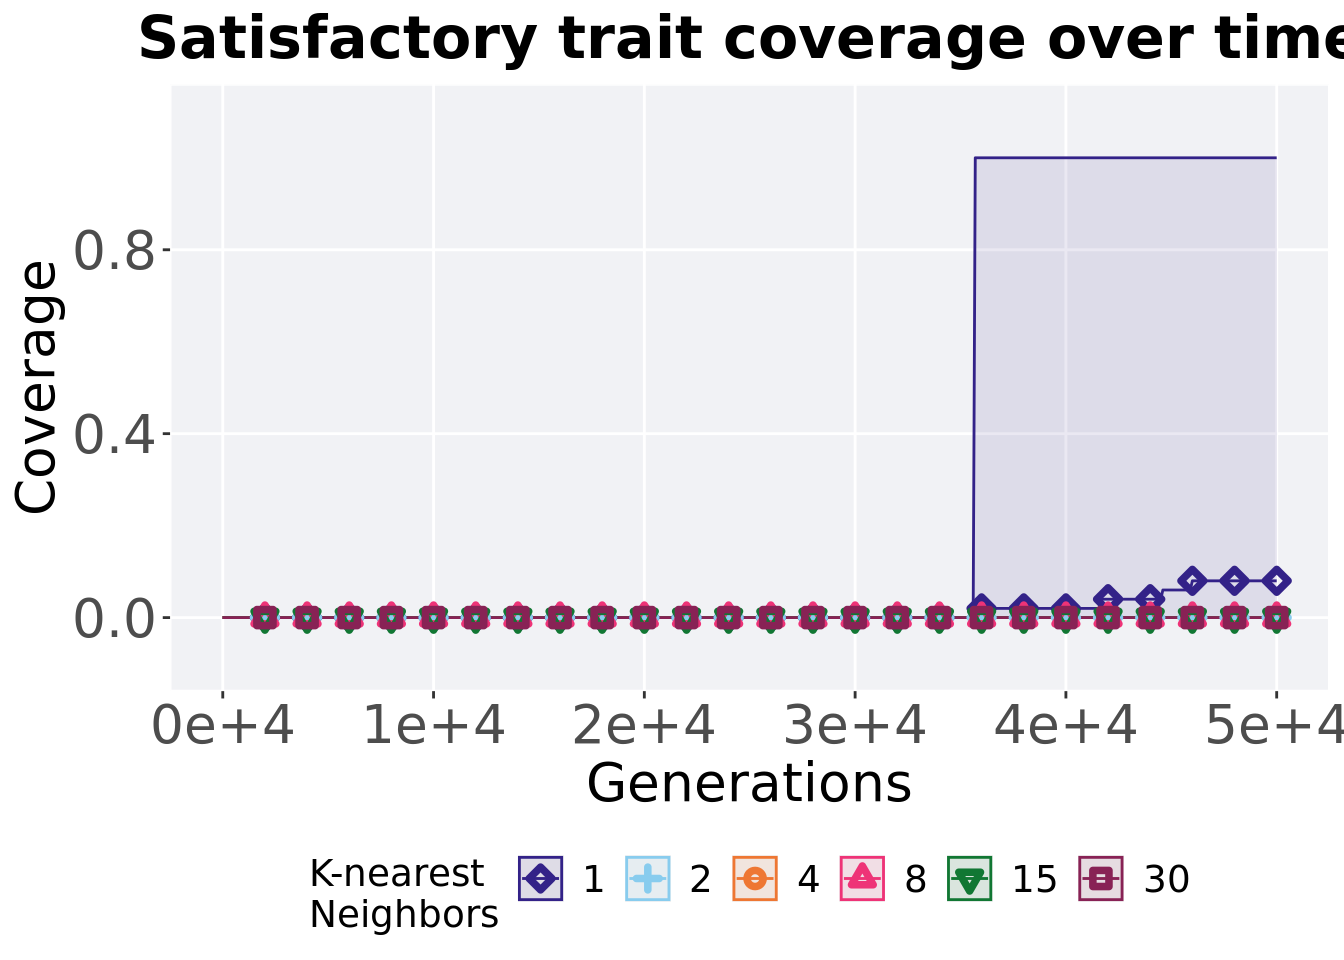 Satisfactory trait coverage over time
Coverage
0.8
0.4
0.0
0e+4 1e+4 2e+4 3e+4 4e+4 5e+4
Generations
K-nearest
Neighbors
1 2 4 8 15 30